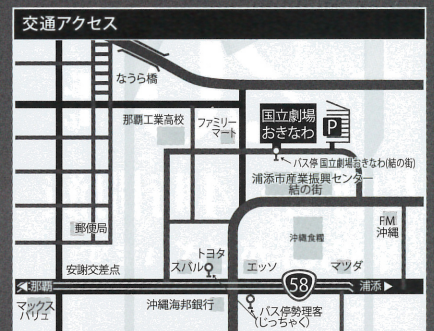 交通アクセス
なうら橋
那覇工業高校
ファミリー
マート
国立劇場
おきなわ
P
バス停 国立劇場おきなわ(結の街)
浦添市産業振興センター
結の街
郵便局
沖縄食糧
FM
沖縄
トヨタ
安謝交差点
スバル
エッソ
マツダ
那覇
58
浦添
マックス
バリュ
沖縄海邦銀行
バス停勢理客
(じっちゃく)